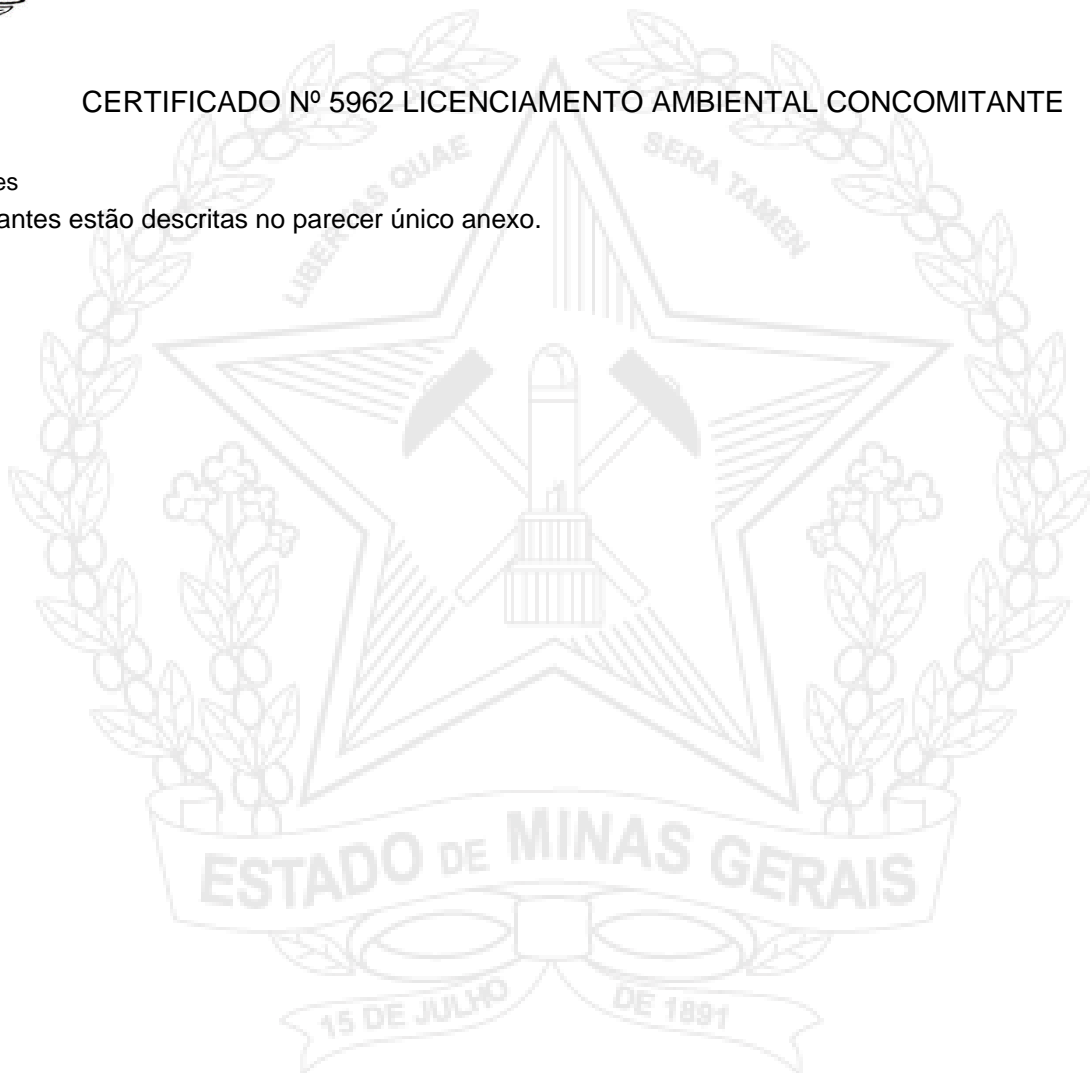 CERTIFICADO Nº 5962 LICENCIAMENTO AMBIENTAL CONCOMITANTE
es
antes estão descritas no parecer único anexo.
LIBERTAS QUAE SERA TAMEN
ESTADO DE MINAS GERAIS
15 DE JULHO DE 1891